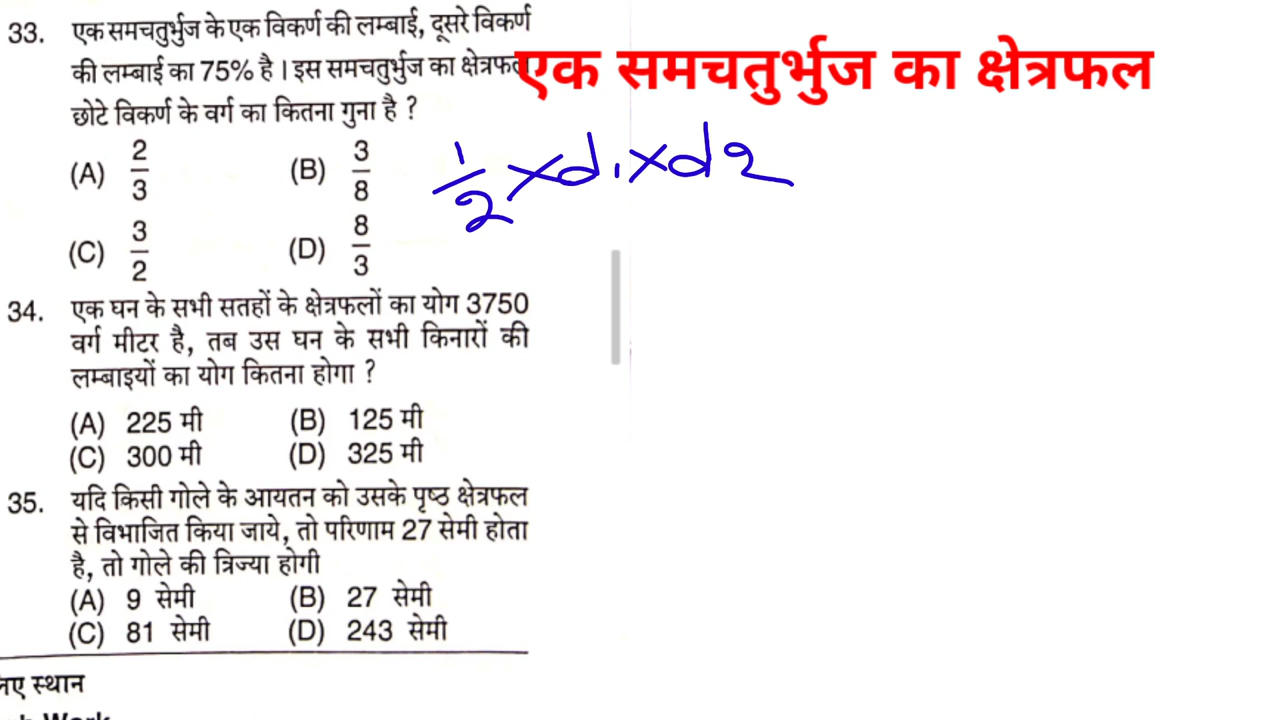 33. एक समचतुर्भुज के एक विकर्ण की लम्बाई, दूसरे विकर्ण
की लम्बाई का 75% है । इस समचतुर्भुज का क्षेत्रफल
छोटे विकर्ण के वर्ग का कितना गुना है ?
(A) 2/3 (B) 3/8
(C) 3/2 (D) 8/3
34. एक घन के सभी सतहों के क्षेत्रफलों का योग 3750
वर्ग मीटर है, तब उस घन के सभी किनारों की
लम्बाइयों का योग कितना होगा ?
(A) 225 मी (B) 125 मी
(C) 300 मी (D) 325 मी
35. यदि किसी गोले के आयतन को उसके पृष्ठ क्षेत्रफल
से विभाजित किया जाये, तो परिणाम 27 सेमी होता
है, तो गोले की त्रिज्या होगी
(A) 9 सेमी (B) 27 सेमी
(C) 81 सेमी (D) 243 सेमी
स्थान
एक समचतुर्भुज का क्षेत्रफल
1/2 × d1 × d2